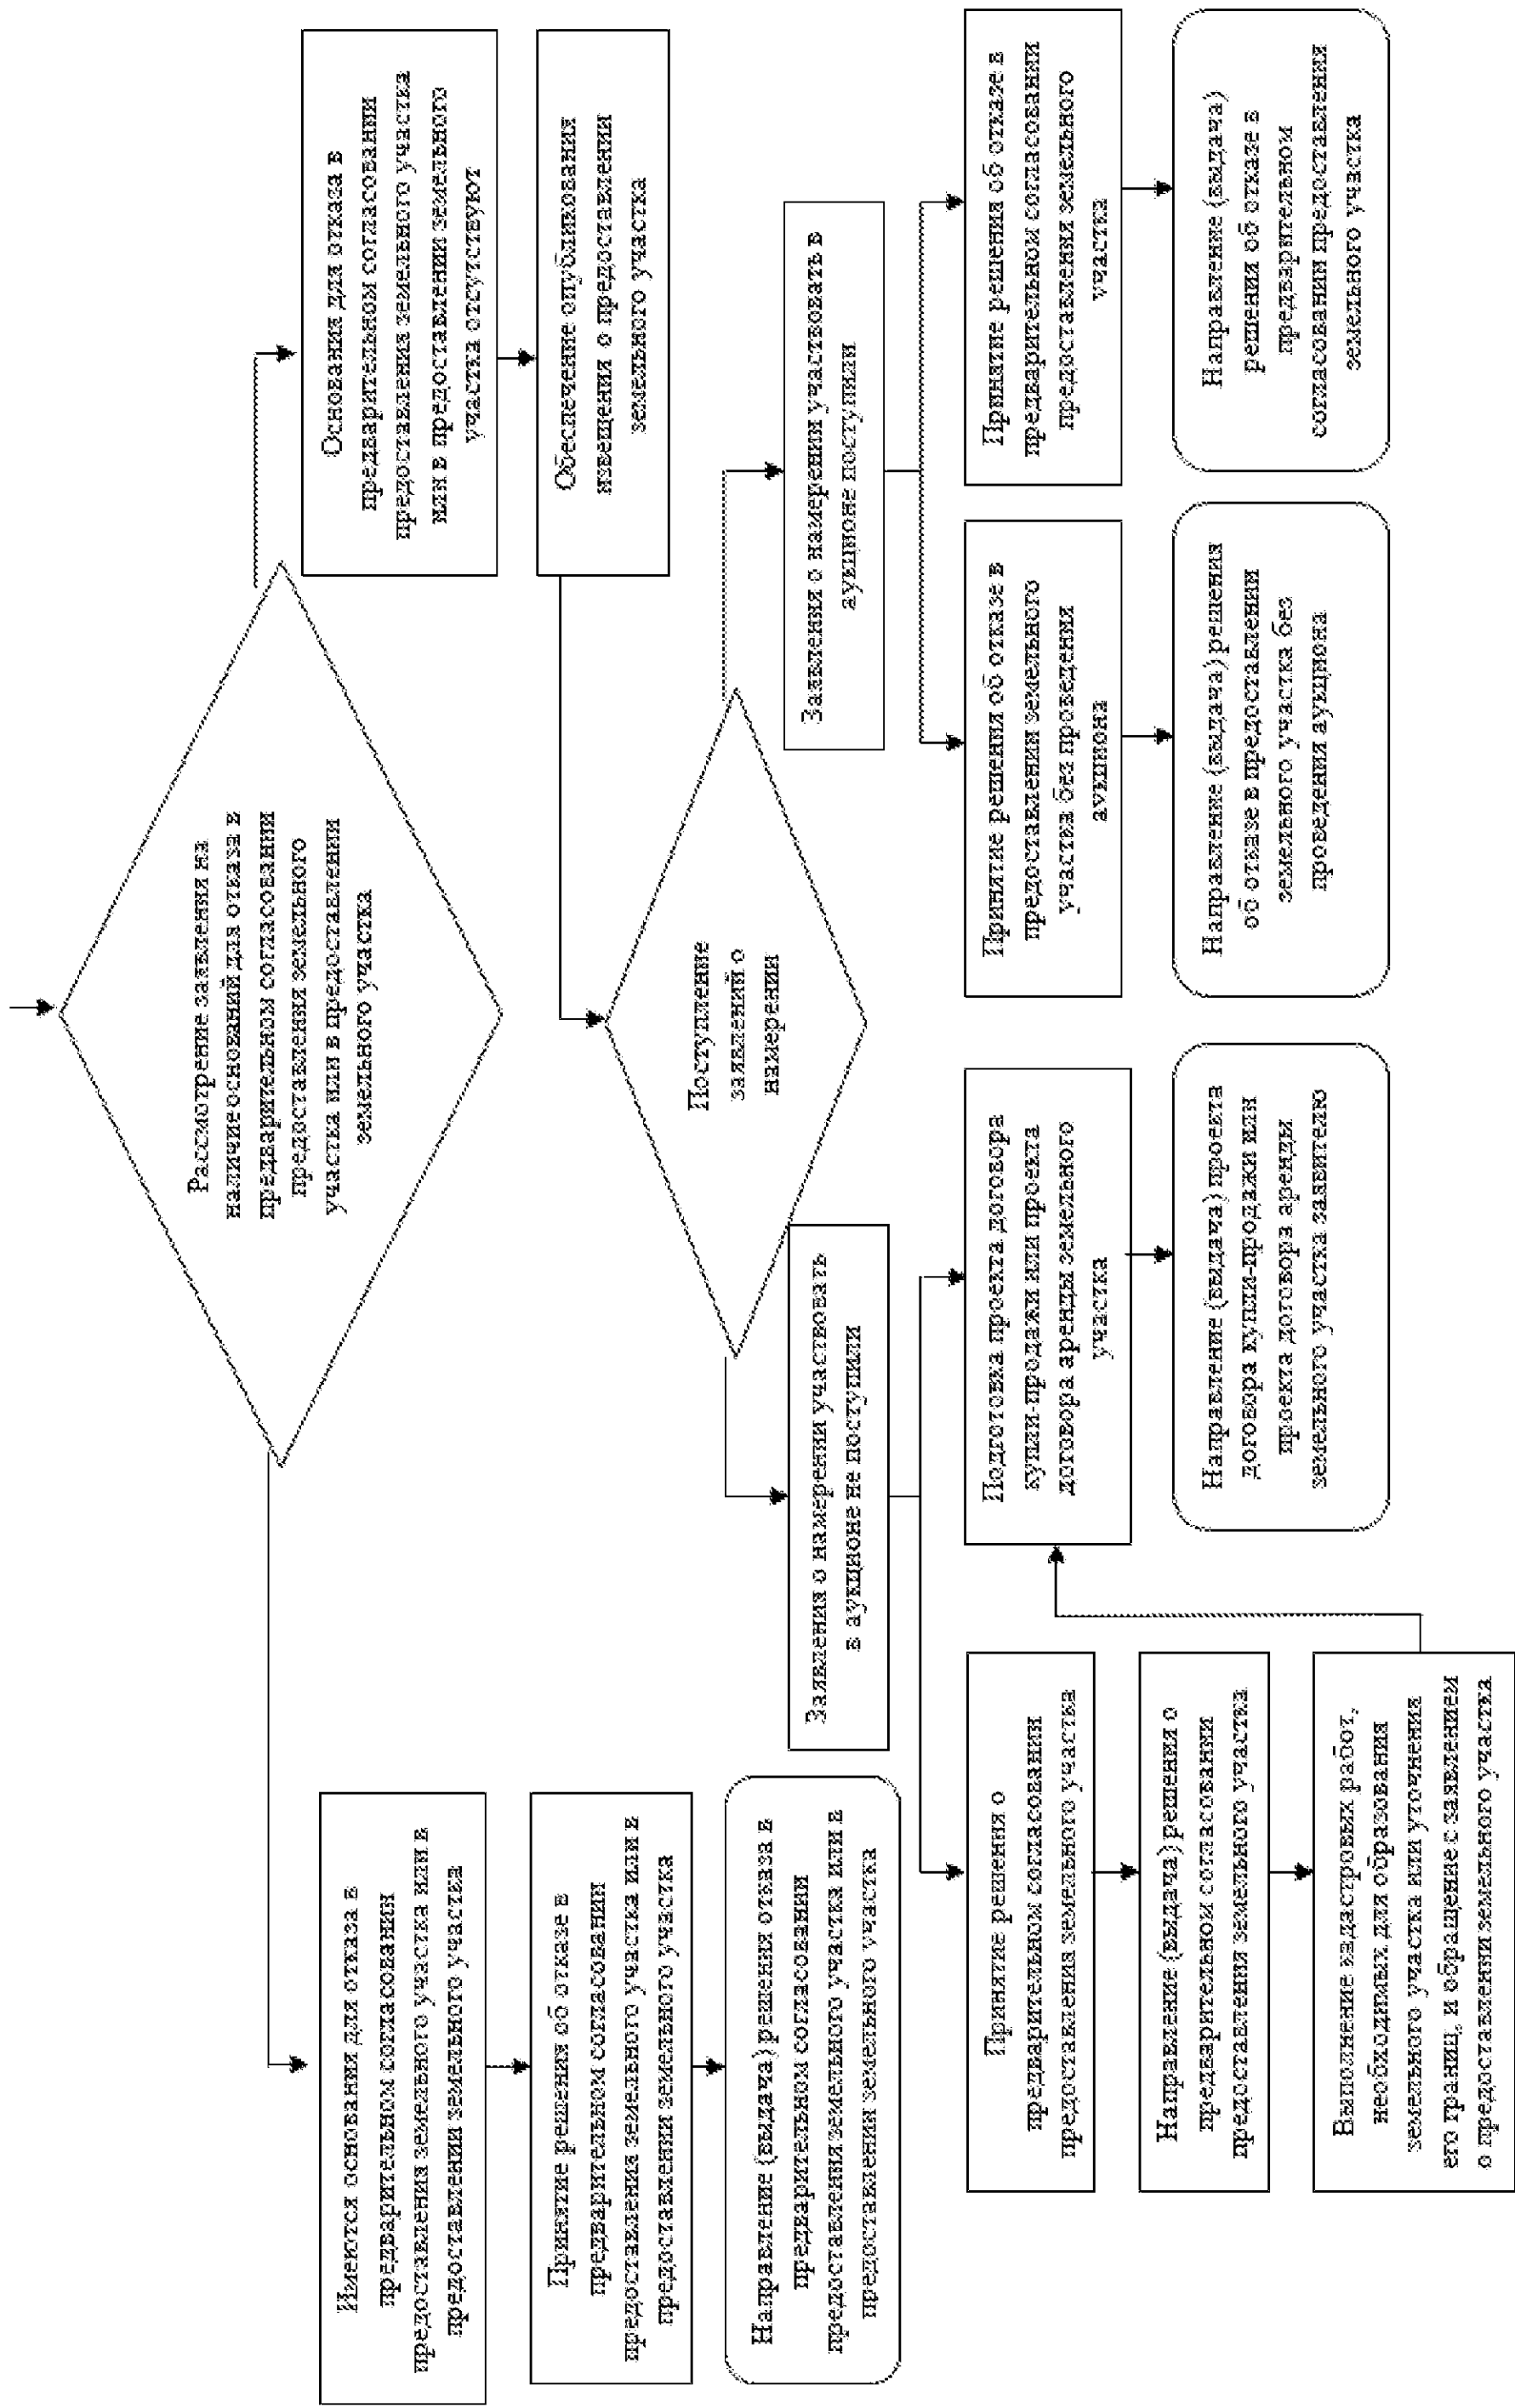 Рассмотрение заявления на
наличие оснований для отказа в
предварительном согласовании
предоставления земельного
участка или в предоставлении
земельного участка
Имеются основания для отказа в
предварительном согласовании
предоставления земельного участка или в
предоставлении земельного участка
Принятие решения об отказе в
предварительном согласовании
предоставления земельного участка или в
предоставлении земельного участка
Направление (выдача) решения отказа в
предварительном согласовании
предоставления земельного участка или в
предоставлении земельного участка
Основания для отказа в
предварительном согласовании
предоставления земельного участка
или в предоставлении земельного
участка отсутствуют
Обеспечение опубликования
извещения о предоставлении
земельного участка
Поступление
заявлений о
намерении
Заявления о намерении участвовать
в аукционе не поступили
Заявления о намерении участвовать в
аукционе поступили
Принятие решения о
предварительном согласовании
предоставления земельного участка
Направление (выдача) решения о
предварительном согласовании
предоставления земельного участка
Выполнение кадастровых работ,
необходимых для образования
земельного участка или уточнения
его границ, и обращение с заявлением
о предоставлении земельного участка
Подготовка проекта договора
купли-продажи или проекта
договора аренды земельного
участка
Направление (выдача) проекта
договора купли-продажи или
проекта договора аренды
земельного участка заявителю
Принятие решения об отказе в
предоставлении земельного
участка без проведения
аукциона
Направление (выдача) решения
об отказе в предоставлении
земельного участка без
проведения аукциона
Принятие решения об отказе в
предварительном согласовании
предоставления земельного
участка
Направление (выдача)
решения об отказе в
предварительном
согласовании предоставления
земельного участка